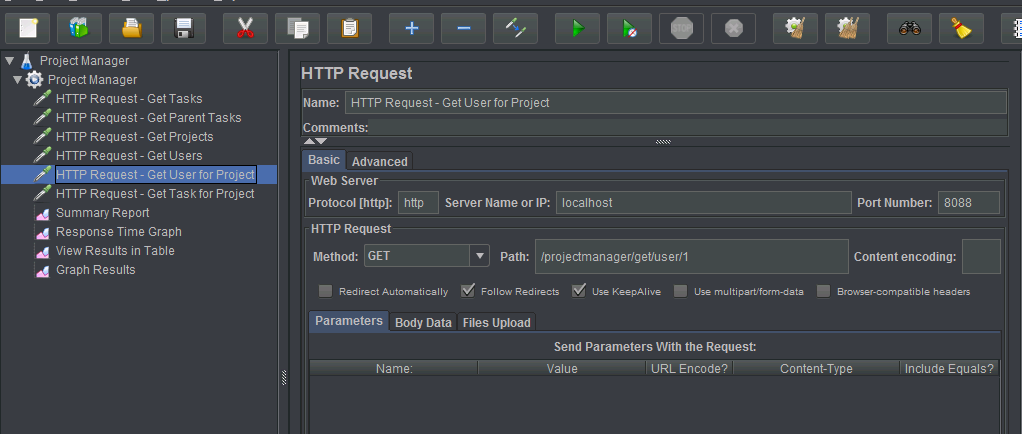 Project Manager
Project Manager
HTTP Request - Get Tasks
HTTP Request - Get Parent Tasks
HTTP Request - Get Projects
HTTP Request - Get Users
HTTP Request - Get User for Project
HTTP Request - Get Task for Project
Summary Report
Response Time Graph
View Results in Table
Graph Results
HTTP Request
Name: HTTP Request - Get User for Project
Comments:
Basic Advanced
Web Server
Protocol [http]: http Server Name or IP: localhost Port Number: 8088
HTTP Request
Method: GET Path: /projectmanager/get/user/1 Content encoding:
Redirect Automatically Follow Redirects Use KeepAlive Use multipart/form-data Browser-compatible headers
Parameters Body Data Files Upload
Send Parameters With the Request:
Name: Value URL Encode? Content-Type Include Equals?